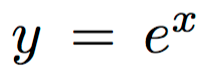 y = e^x